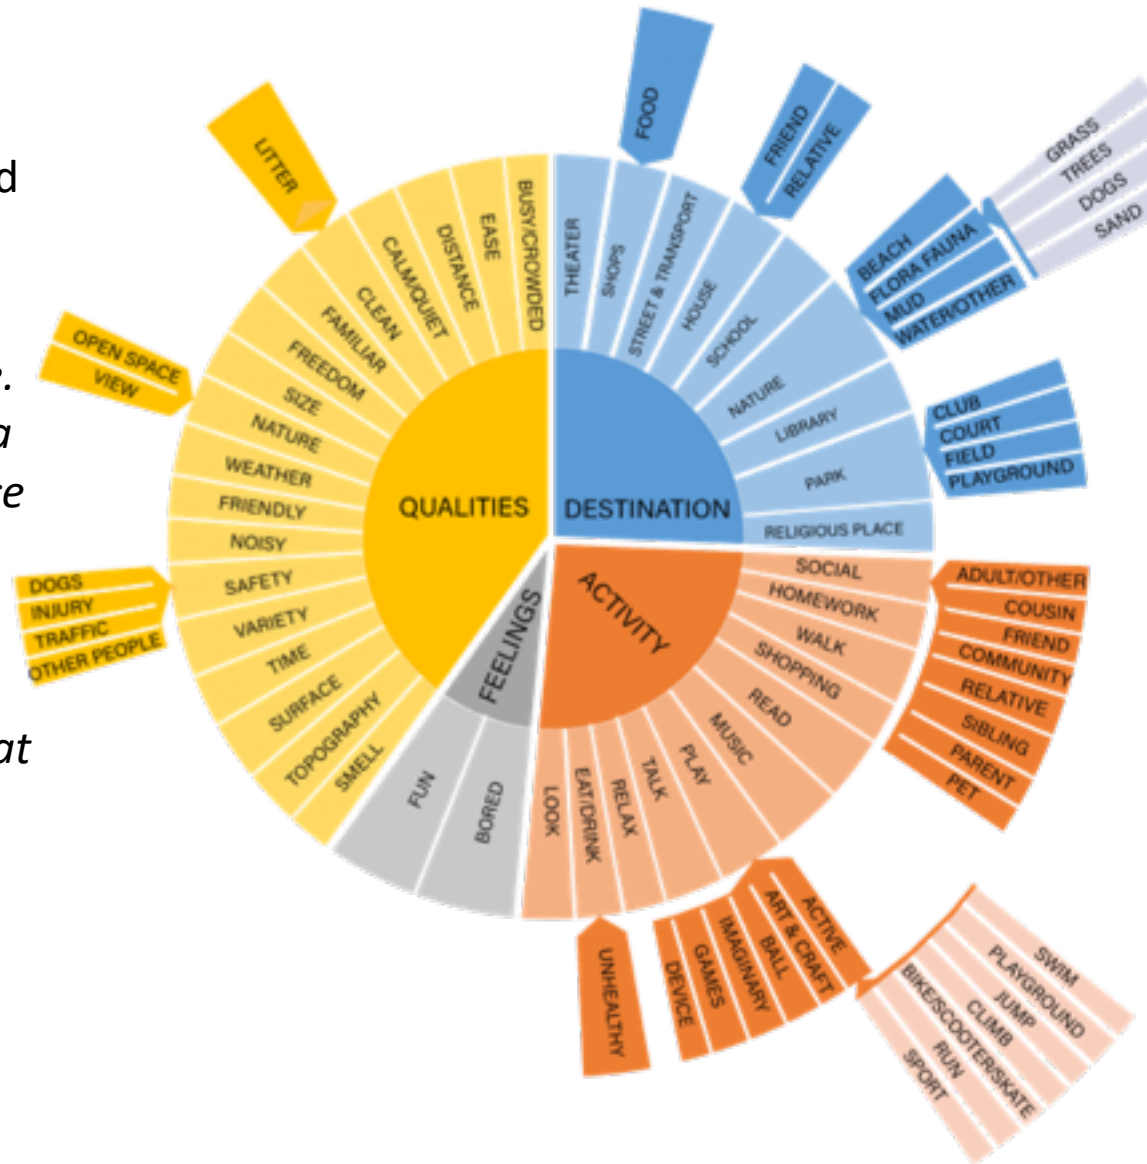 d
e.
a
ce
at
QUALITIES
DESTINATION
ACTIVITY
FEELINGS
THEATER
SHOPS
STREET & TRANSPORT
HOUSE
SCHOOL
NATURE
LIBRARY
PARK
RELIGIOUS PLACE
FOOD
FRIEND
RELATIVE
BEACH
FLORA FAUNA
MUD
WATER/OTHER
GRASS
TREES
DOGS
SAND
CLUB
COURT
FIELD
PLAYGROUND
SOCIAL
HOMEWORK
WALK
SHOPPING
READ
MUSIC
PLAY
TALK
RELAX
EAT/DRINK
LOOK
ADULT/OTHER
COUSIN
FRIEND
COMMUNITY
RELATIVE
SIBLING
PARENT
PET
ACTIVE
ART & CRAFT
BALL
IMAGINARY
GAMES
DEVICE
SWIM
PLAYGROUND
JUMP
CLIMB
BIKE/SCOOTER/SKATE
RUN
SPORT
UNHEALTHY
BORED
FUN
SMELL
TOPOGRAPHY
SURFACE
TIME
VARIETY
SAFETY
NOISY
FRIENDLY
WEATHER
NATURE
SIZE
FREEDOM
FAMILIAR
CLEAN
CALM/QUIET
DISTANCE
EASE
BUSY/CROWDED
DOGS
INJURY
TRAFFIC
OTHER PEOPLE
OPEN SPACE
VIEW
LITTER